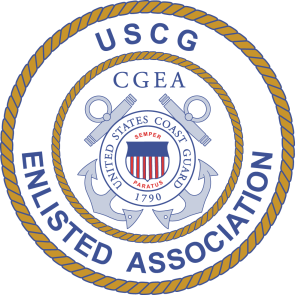 USCG
CGEA
UNITED STATES COAST GUARD
SEMPER
PARATUS
1790
ENLISTED ASSOCIATION